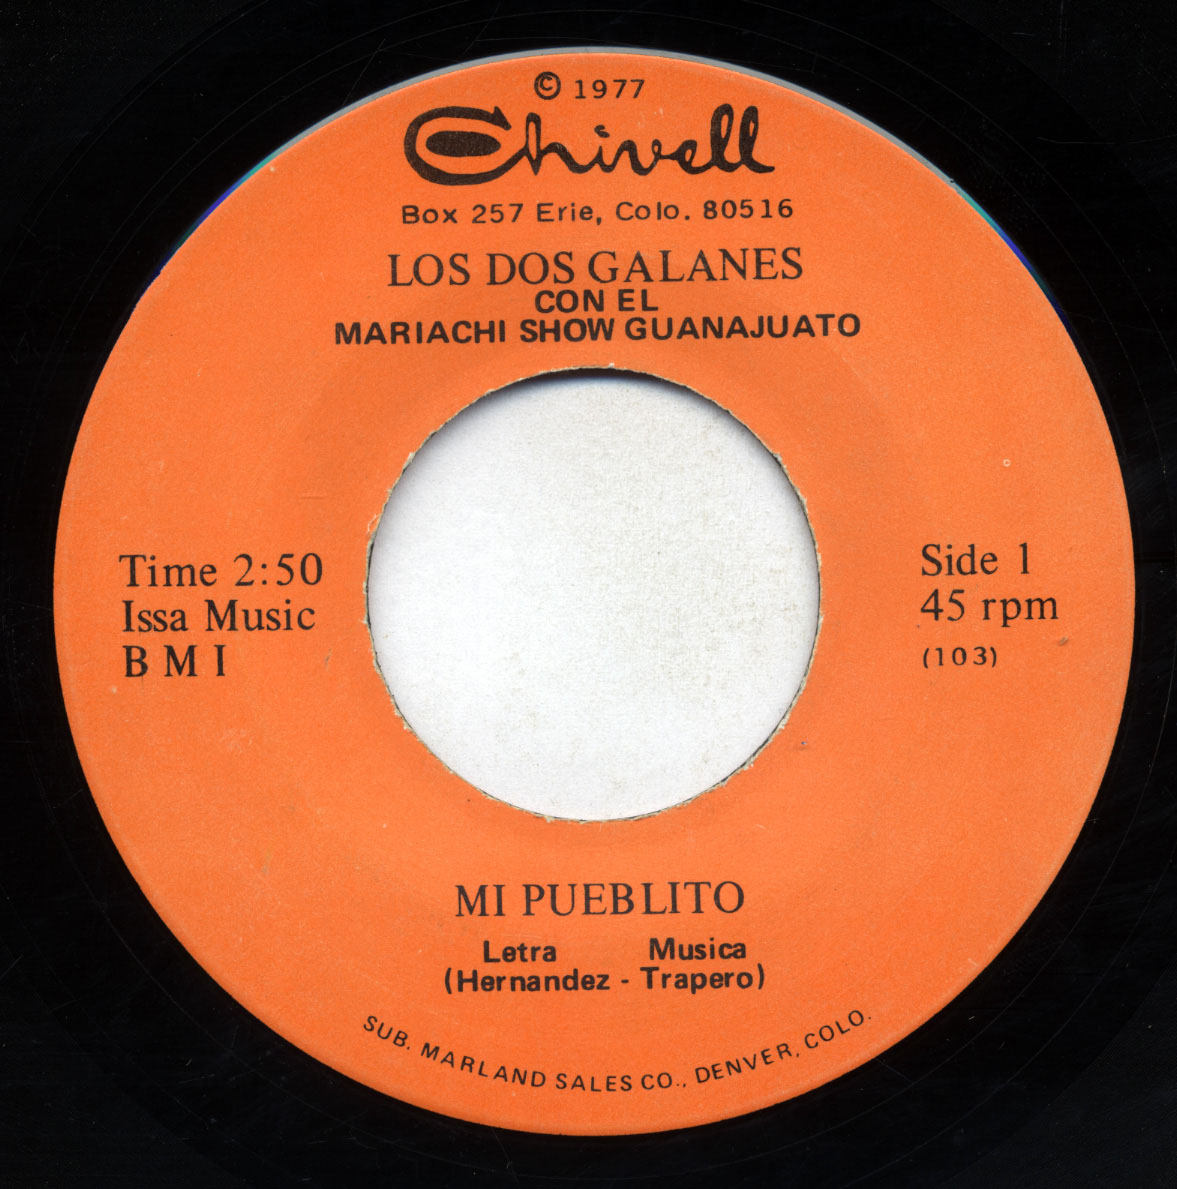 © 1977
Chivell
Box 257 Erie, Colo. 80516
LOS DOS GALANES
CON EL
MARIACHI SHOW GUANAJUATO
Time 2:50
Issa Music
B M I
Side 1
45 rpm
(103)
MI PUEBLITO
Letra Musica
(Hernandez - Trapero)
SUB. MARLAND SALES CO., DENVER, COLO.